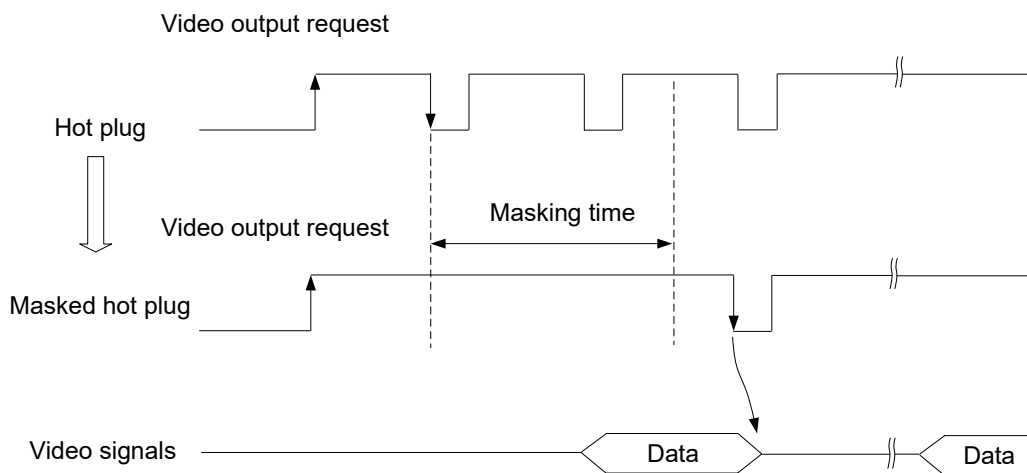 Video output request
Hot plug
Masking time
Video output request
Masked hot plug
Video signals
Data
Data